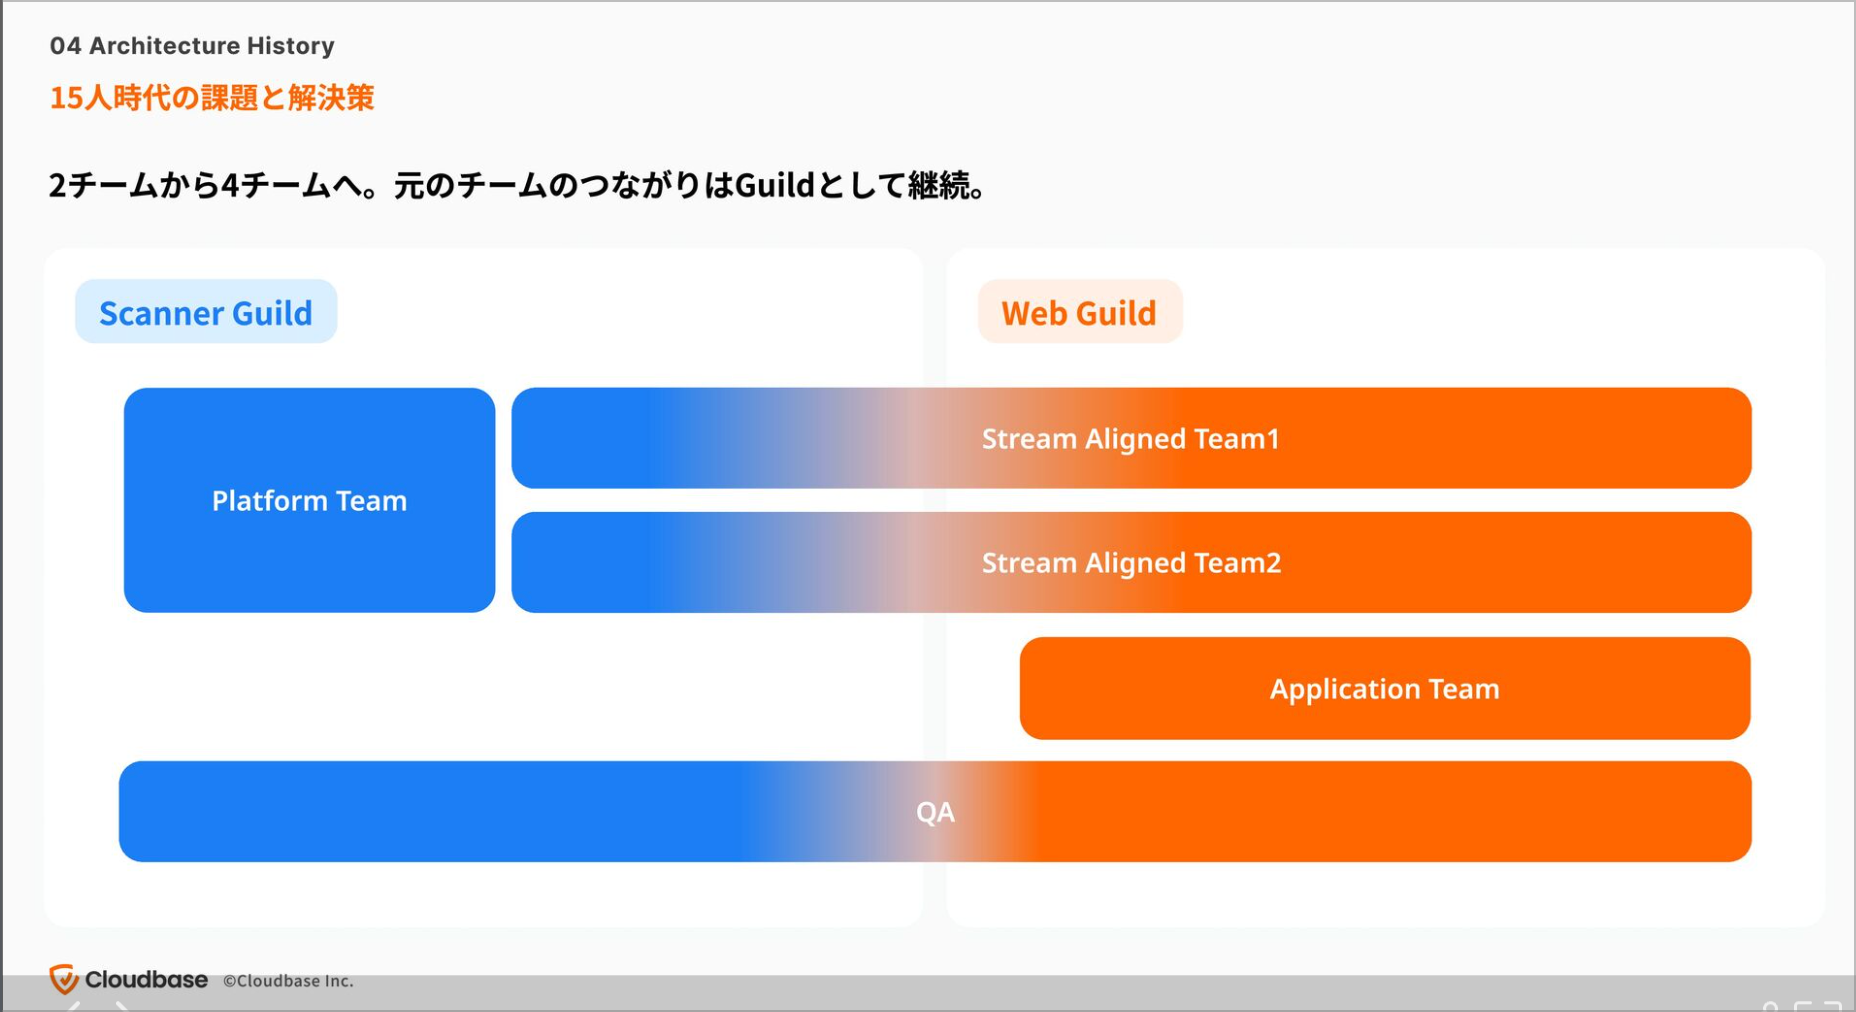 04 Architecture History
15人時代の課題と解決策
2チームから4チームへ。元のチームのつながりはGuildとして継続。
Scanner Guild
Web Guild
Platform Team
Stream Aligned Team1
Stream Aligned Team2
Application Team
QA
Cloudbase ©Cloudbase Inc.